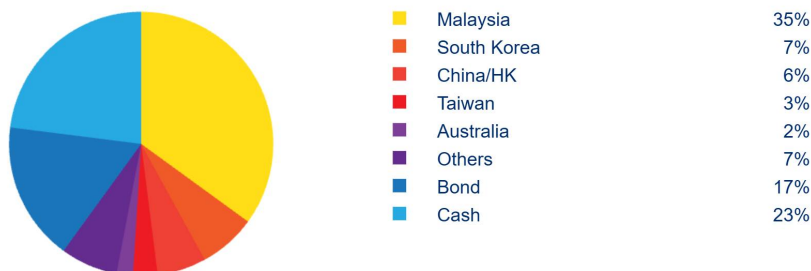 Malaysia 35%
South Korea 7%
China/HK 6%
Taiwan 3%
Australia 2%
Others 7%
Bond 17%
Cash 23%